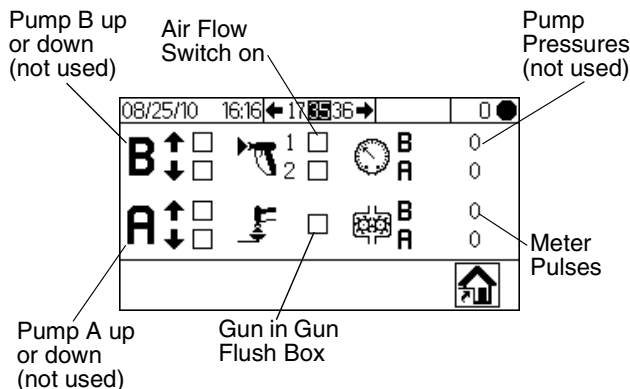 Pump B up
or down
(not used)
Air Flow
Switch on
Pump
Pressures
(not used)
08/25/10 16:16 17 35 36 0
B 1 B 0
2 A 0
A B 0
A 0
Meter
Pulses
Pump A up
or down
(not used)
Gun in Gun
Flush Box